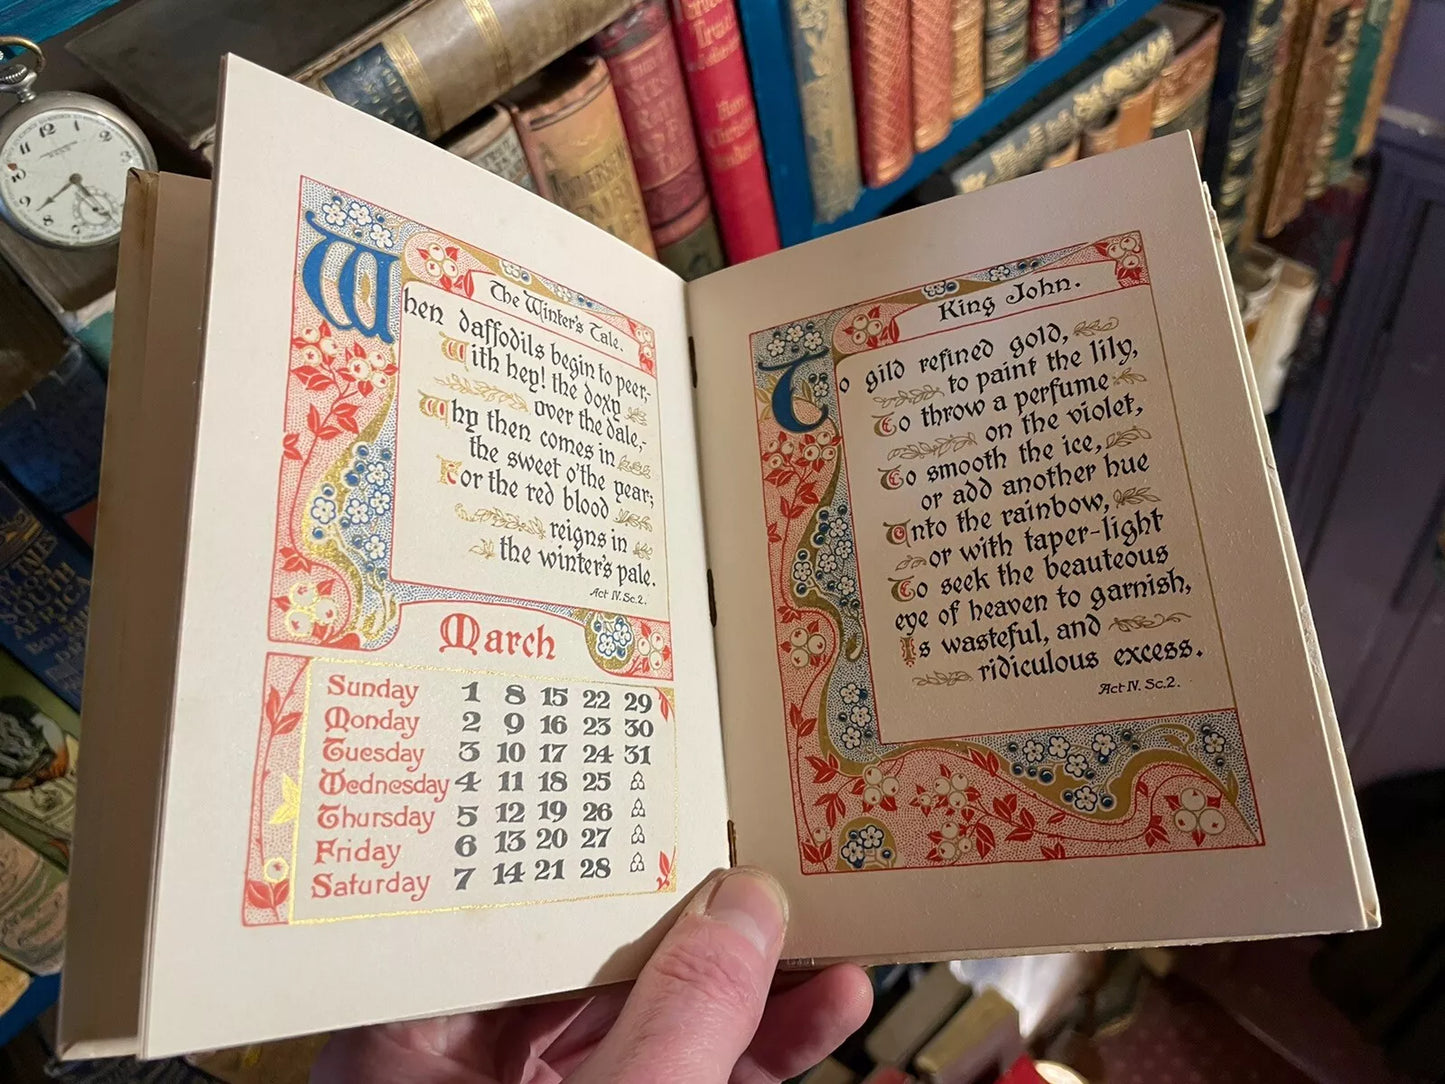 The Winter's Tale.
When daffodils begin to peer,-
With hey! the doxy
over the dale,-
Why then comes in
the sweet o'the year;
For the red blood
reigns in
the winter's pale.
Act IV. Sc. 2.
March
Sunday 1 8 15 22 29
Monday 2 9 16 23 30
Tuesday 3 10 17 24 31
Wednesday 4 11 18 25
Thursday 5 12 19 26
Friday 6 13 20 27
Saturday 7 14 21 28
King John.
To gild refined gold,
to paint the lily,
To throw a perfume
on the violet,
To smooth the ice,
or add another hue
Unto the rainbow,
or with taper-light
To seek the beauteous
eye of heaven to garnish,
Is wasteful, and
ridiculous excess.
Act IV. Sc. 2.